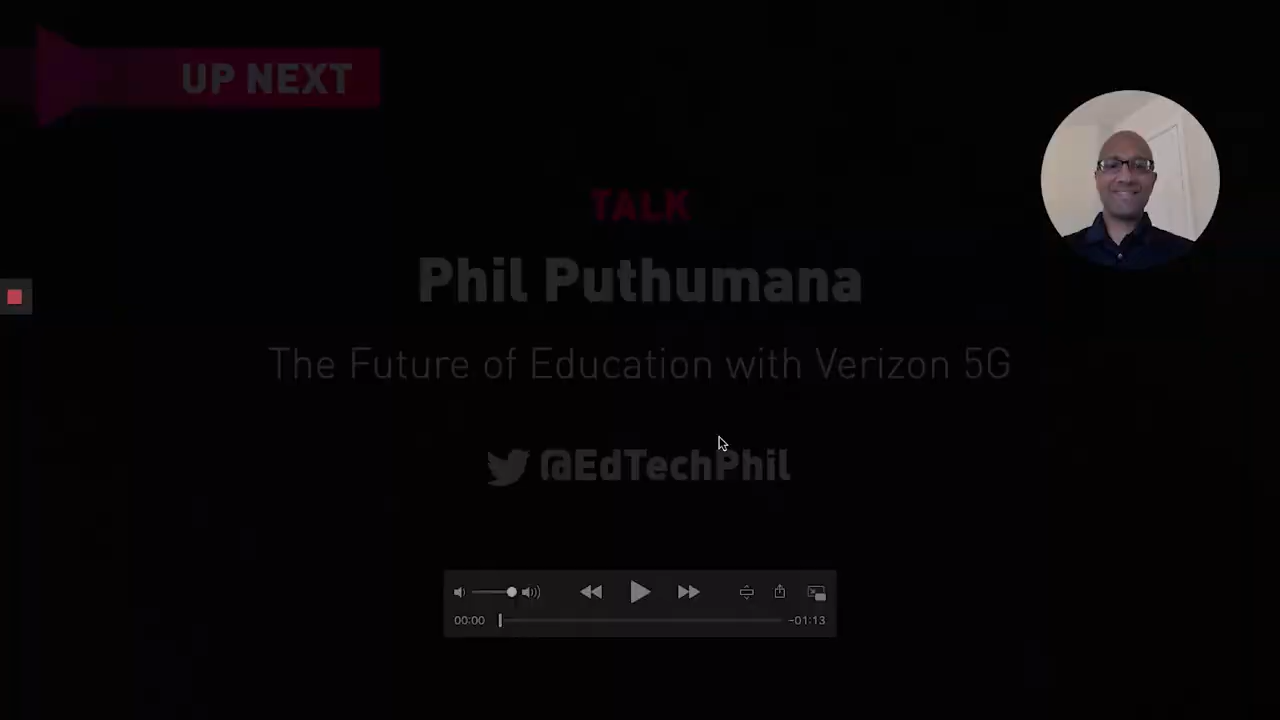 UP NEXT
TALK
Phil Puthumana
The Future of Education with Verizon 5G
@EdTechPhil
00:00
-01:13